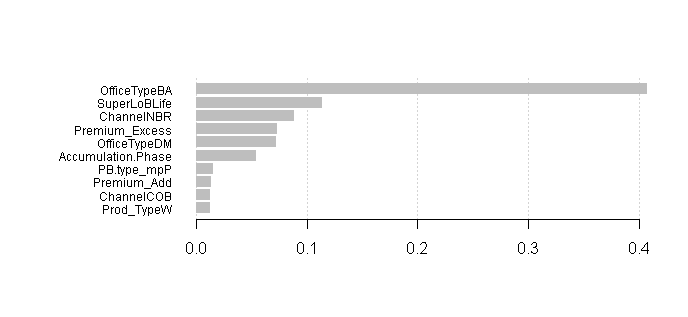 OfficeTypeBA
SuperLoBLife
ChannelNBR
Premium_Excess
OfficeTypeDM
Accumulation.Phase
PB.type_mpP
Premium_Add
ChannelCOB
Prod_TypeW
0.0 0.1 0.2 0.3 0.4